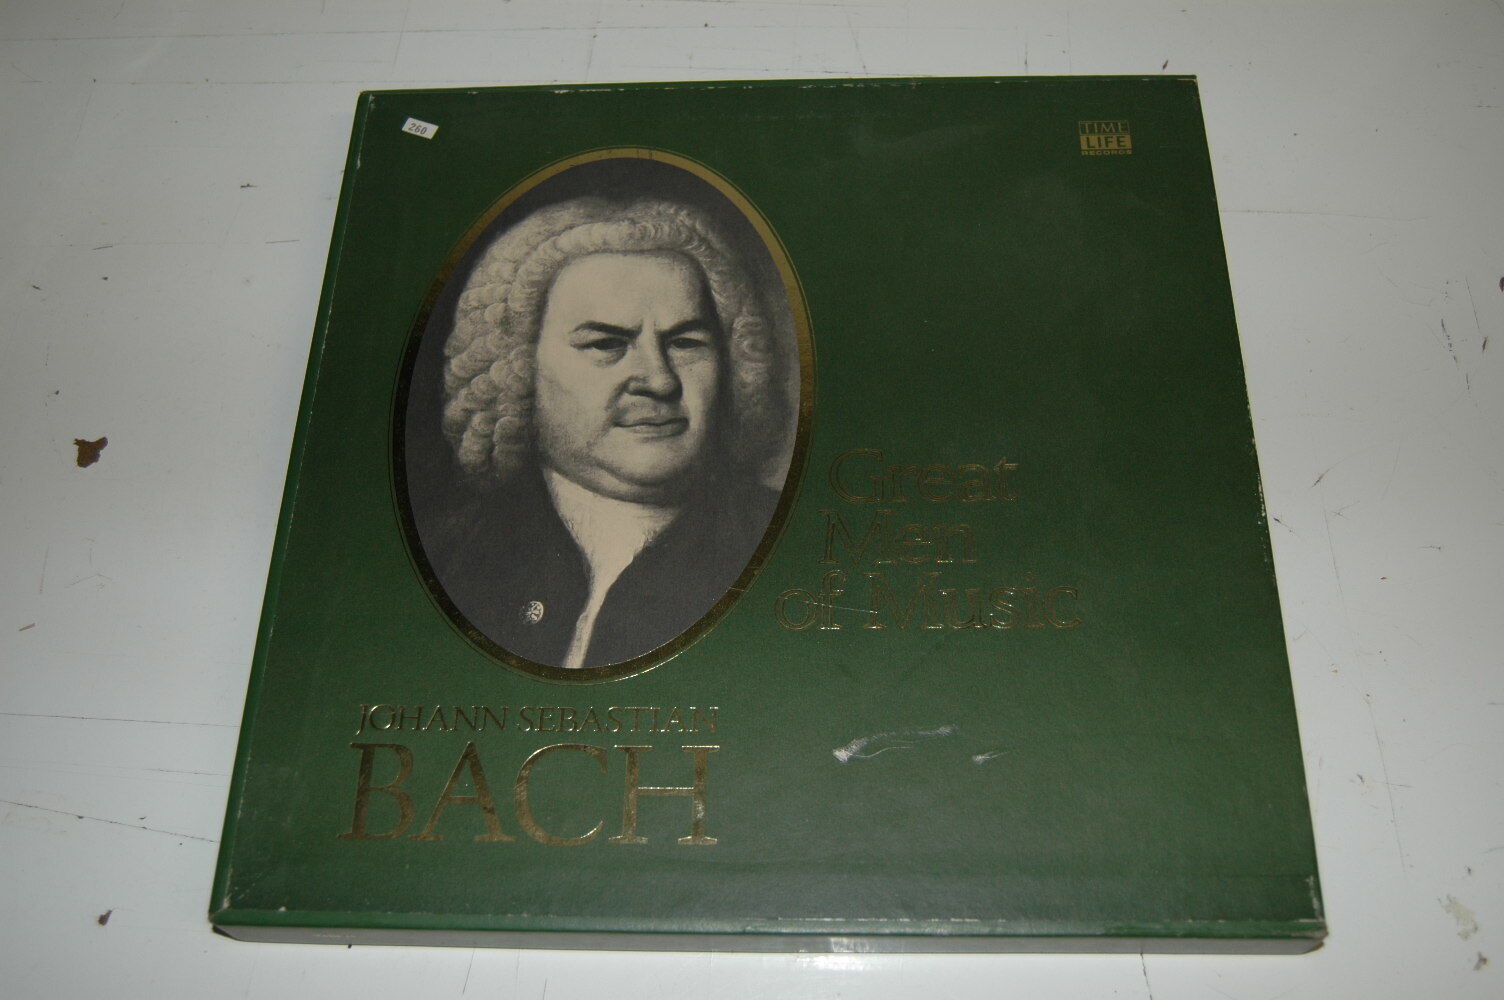 260
TIME
LIFE
RECORDS
Great
Men
of Music
JOHANN SEBASTIAN
BACH